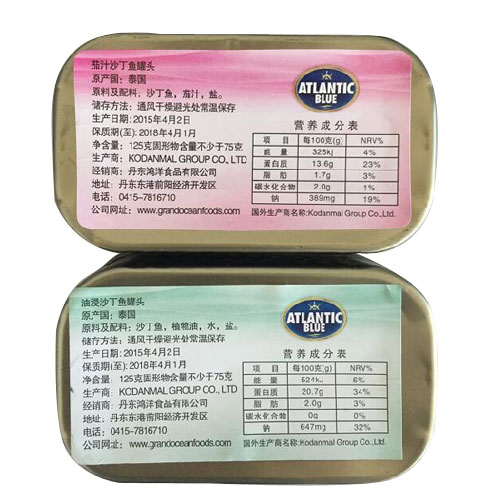 茄汁沙丁鱼罐头
原产国：泰国
原料及配料：沙丁鱼，茄汁，盐。
储存方法：通风干燥避光处常温保存
生产日期：2015年4月2日
保质期(至)：2018年4月1日
净含量：125克固形物含量不少于75克
生产商：KODANMAL GROUP CO., LTD
经销商：丹东鸿洋食品有限公司
地址：丹东东港前阳经济开发区
电话：0415-7816710
公司网址：www.grandoceanfoods.com
ATLANTIC
BLUE
营养成分表
项 目 每100克(g) NRV%
能 量 325kj 4%
蛋白质 13.6g 23%
脂 肪 1.7g 3%
碳水化合物 2.0g 1%
钠 389mg 19%
国外生产商名称:Kodanmal Group Co.,Ltd.
油浸沙丁鱼罐头
原产国：泰国
原料及配料：沙丁鱼，植物油，水，盐。
储存方法：通风干燥避光处常温保存
生产日期：2015年4月2日
保质期(至)：2018年4月1日
净含量：125克固形物含量不少于75克
生产商：KODANMAL GROUP CO., LTD
经销商：丹东鸿洋食品有限公司
地址：丹东东港前阳经济开发区
电话：0415-7816710
公司网址：www.grandoceanfoods.com
ATLANTIC
BLUE
营养成分表
项 目 每100克(g) NRV%
能 量 524kj 6%
蛋白质 20.7g 34%
脂 肪 2.0g 3%
碳水化合物 0g 0%
钠 647mg 32%
国外生产商名称:Kodanmal Group Co.,Ltd.